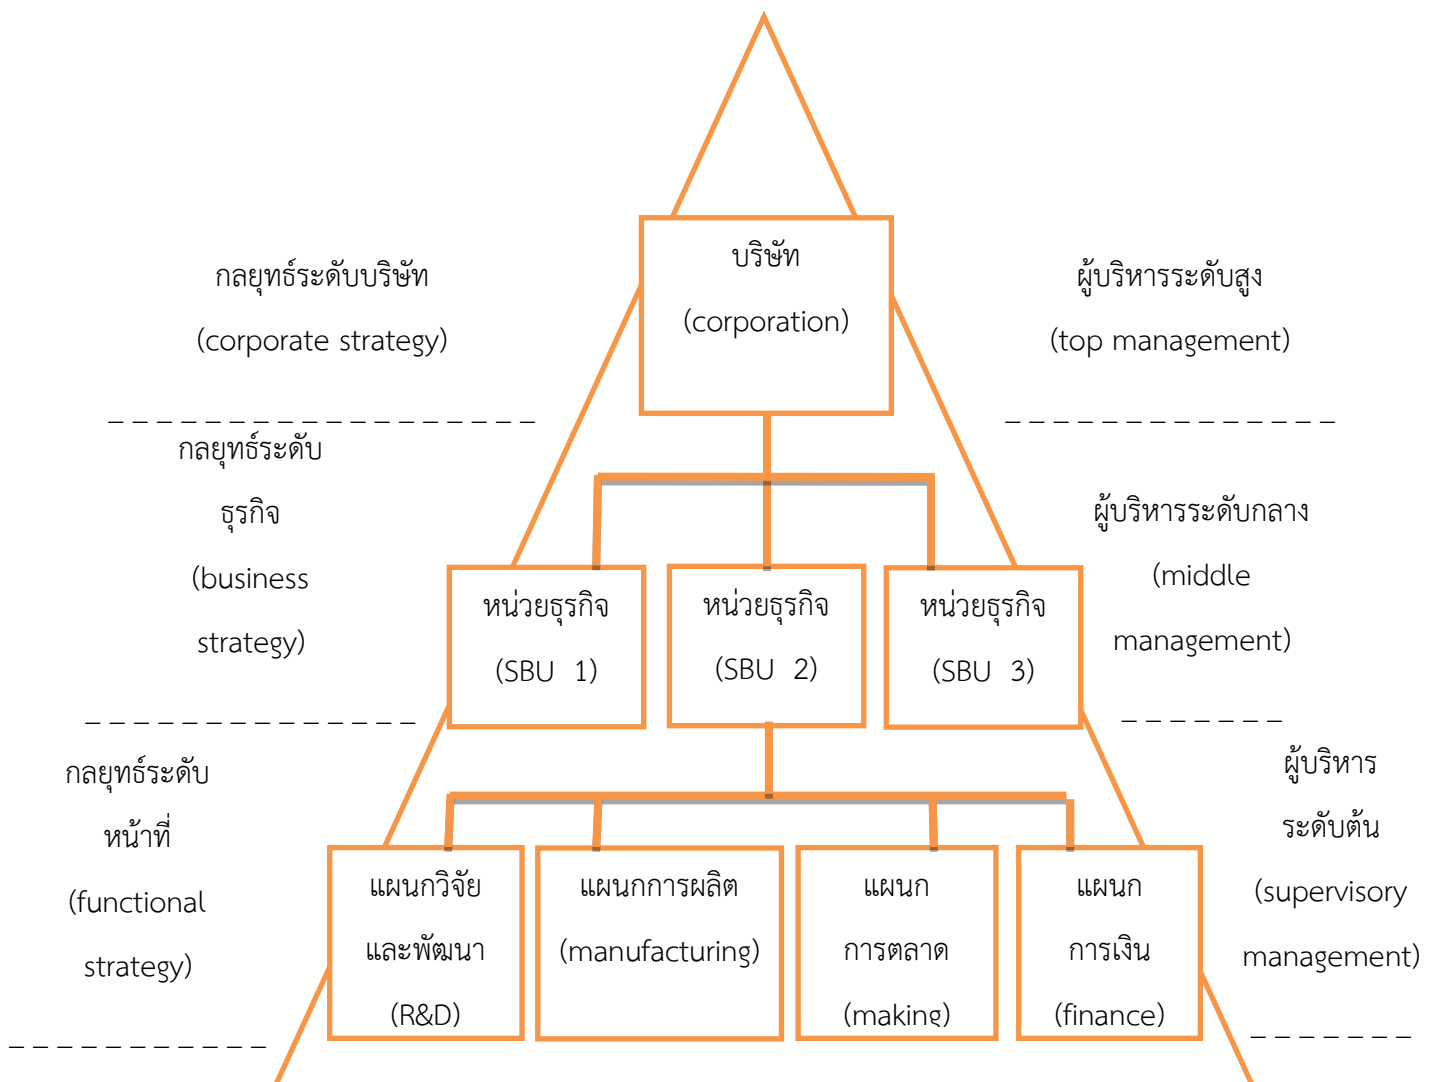 บริษัท
(corporation)
กลยุทธ์ระดับบริษัท
(corporate strategy)
ผู้บริหารระดับสูง
(top management)
กลยุทธ์ระดับ
ธุรกิจ
(business
strategy)
หน่วยธุรกิจ
(SBU 1)
หน่วยธุรกิจ
(SBU 2)
หน่วยธุรกิจ
(SBU 3)
ผู้บริหารระดับกลาง
(middle
management)
กลยุทธ์ระดับ
หน้าที่
(functional
strategy)
แผนกวิจัย
และพัฒนา
(R&D)
แผนกการผลิต
(manufacturing)
แผนก
การตลาด
(making)
แผนก
การเงิน
(finance)
ผู้บริหาร
ระดับต้น
(supervisory
management)